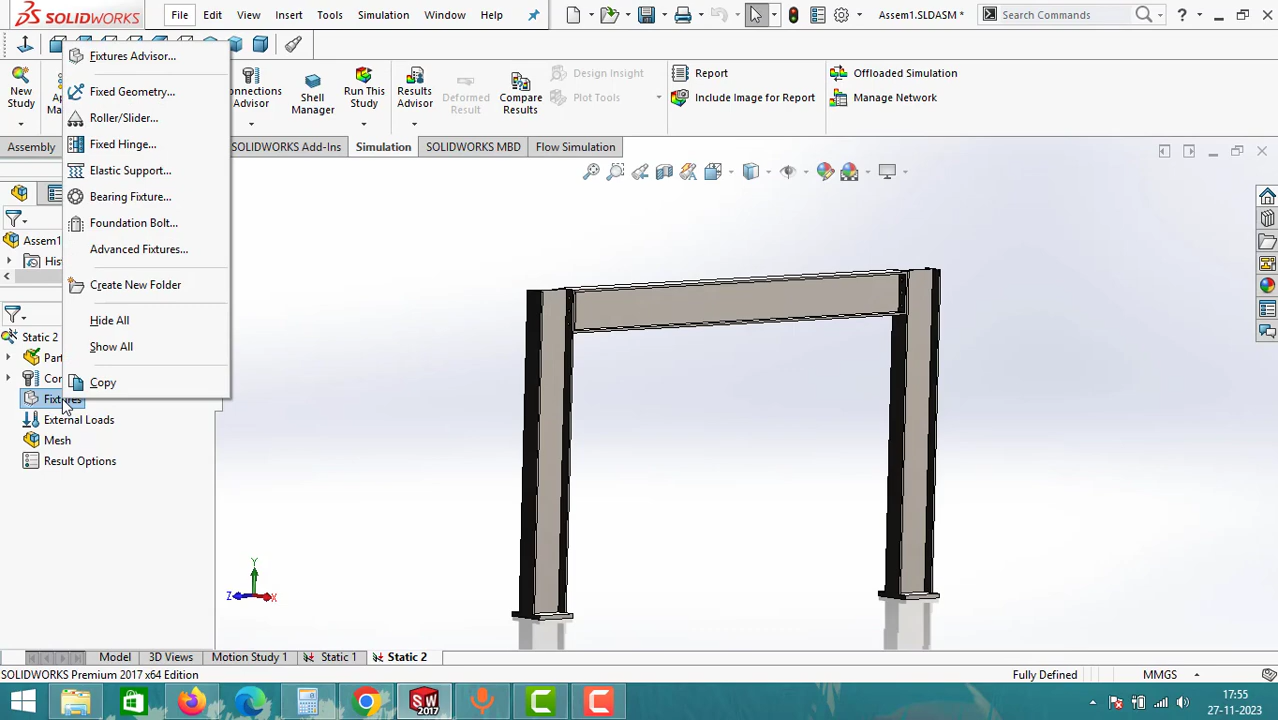 SOLIDWORKS File Edit View Insert Tools Simulation Window Help Assem1.SLDASM * Search Commands
New Study
Connections Advisor
Shell Manager
Run This Study
Results Advisor
Deformed Result
Compare Results
Design Insight
Plot Tools
Report
Include Image for Report
Offloaded Simulation
Manage Network
Assembly SOLIDWORKS Add-Ins Simulation SOLIDWORKS MBD Flow Simulation
Fixtures Advisor...
Fixed Geometry...
Roller/Slider...
Fixed Hinge...
Elastic Support...
Bearing Fixture...
Foundation Bolt...
Advanced Fixtures...
Create New Folder
Hide All
Show All
Copy
Assem1
Hist
Static 2
Part
Con
Fixtures
External Loads
Mesh
Result Options
Y
Z X
Model 3D Views Motion Study 1 Static 1 Static 2
SOLIDWORKS Premium 2017 x64 Edition Fully Defined MMGS
SW 2017
17:55
27-11-2023